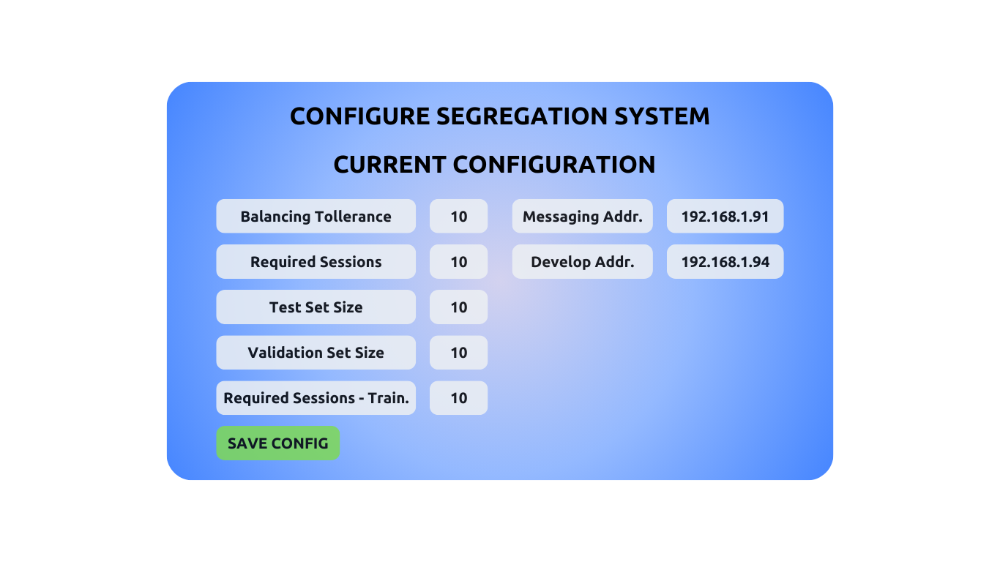 CONFIGURE SEGREGATION SYSTEM
CURRENT CONFIGURATION
Balancing Tollerance 10 Messaging Addr. 192.168.1.91
Required Sessions 10 Develop Addr. 192.168.1.94
Test Set Size 10
Validation Set Size 10
Required Sessions - Train. 10
SAVE CONFIG